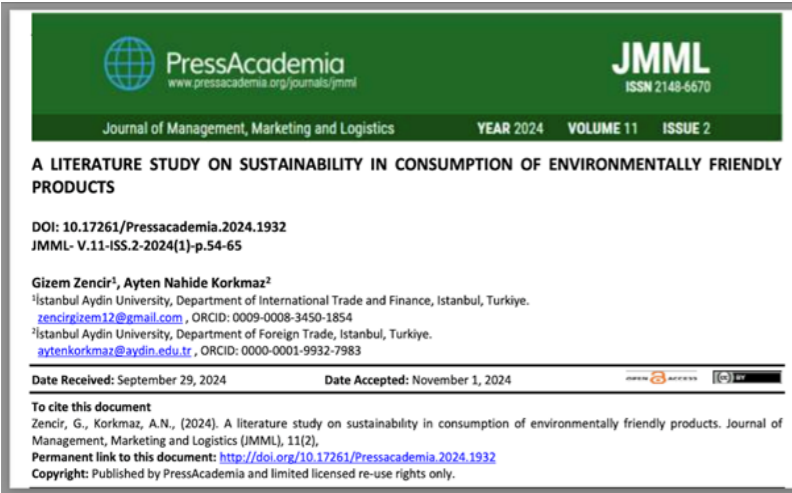 PressAcademia
www.pressacademia.org/journals/jmml
JMML
ISSN 2148-6670
Journal of Management, Marketing and Logistics YEAR 2024 VOLUME 11 ISSUE 2
A LITERATURE STUDY ON SUSTAINABILITY IN CONSUMPTION OF ENVIRONMENTALLY FRIENDLY
PRODUCTS
DOI: 10.17261/Pressacademia.2024.1932
JMML- V.11-ISS.2-2024(1)-p.54-65
Gizem Zencir¹, Ayten Nahide Korkmaz²
¹İstanbul Aydin University, Department of International Trade and Finance, Istanbul, Turkiye.
zencirgizem12@gmail.com , ORCID: 0009-0008-3450-1854
²İstanbul Aydin University, Department of Foreign Trade, Istanbul, Turkiye.
aytenkorkmaz@aydin.edu.tr , ORCID: 0000-0001-9932-7983
Date Received: September 29, 2024 Date Accepted: November 1, 2024 OPEN ACCESS (cc) BY
To cite this document
Zencir, G., Korkmaz, A.N., (2024). A literature study on sustainability in consumption of environmentally friendly products. Journal of
Management, Marketing and Logistics (JMML), 11(2),
Permanent link to this document: http://doi.org/10.17261/Pressacademia.2024.1932
Copyright: Published by PressAcademia and limited licensed re-use rights only.